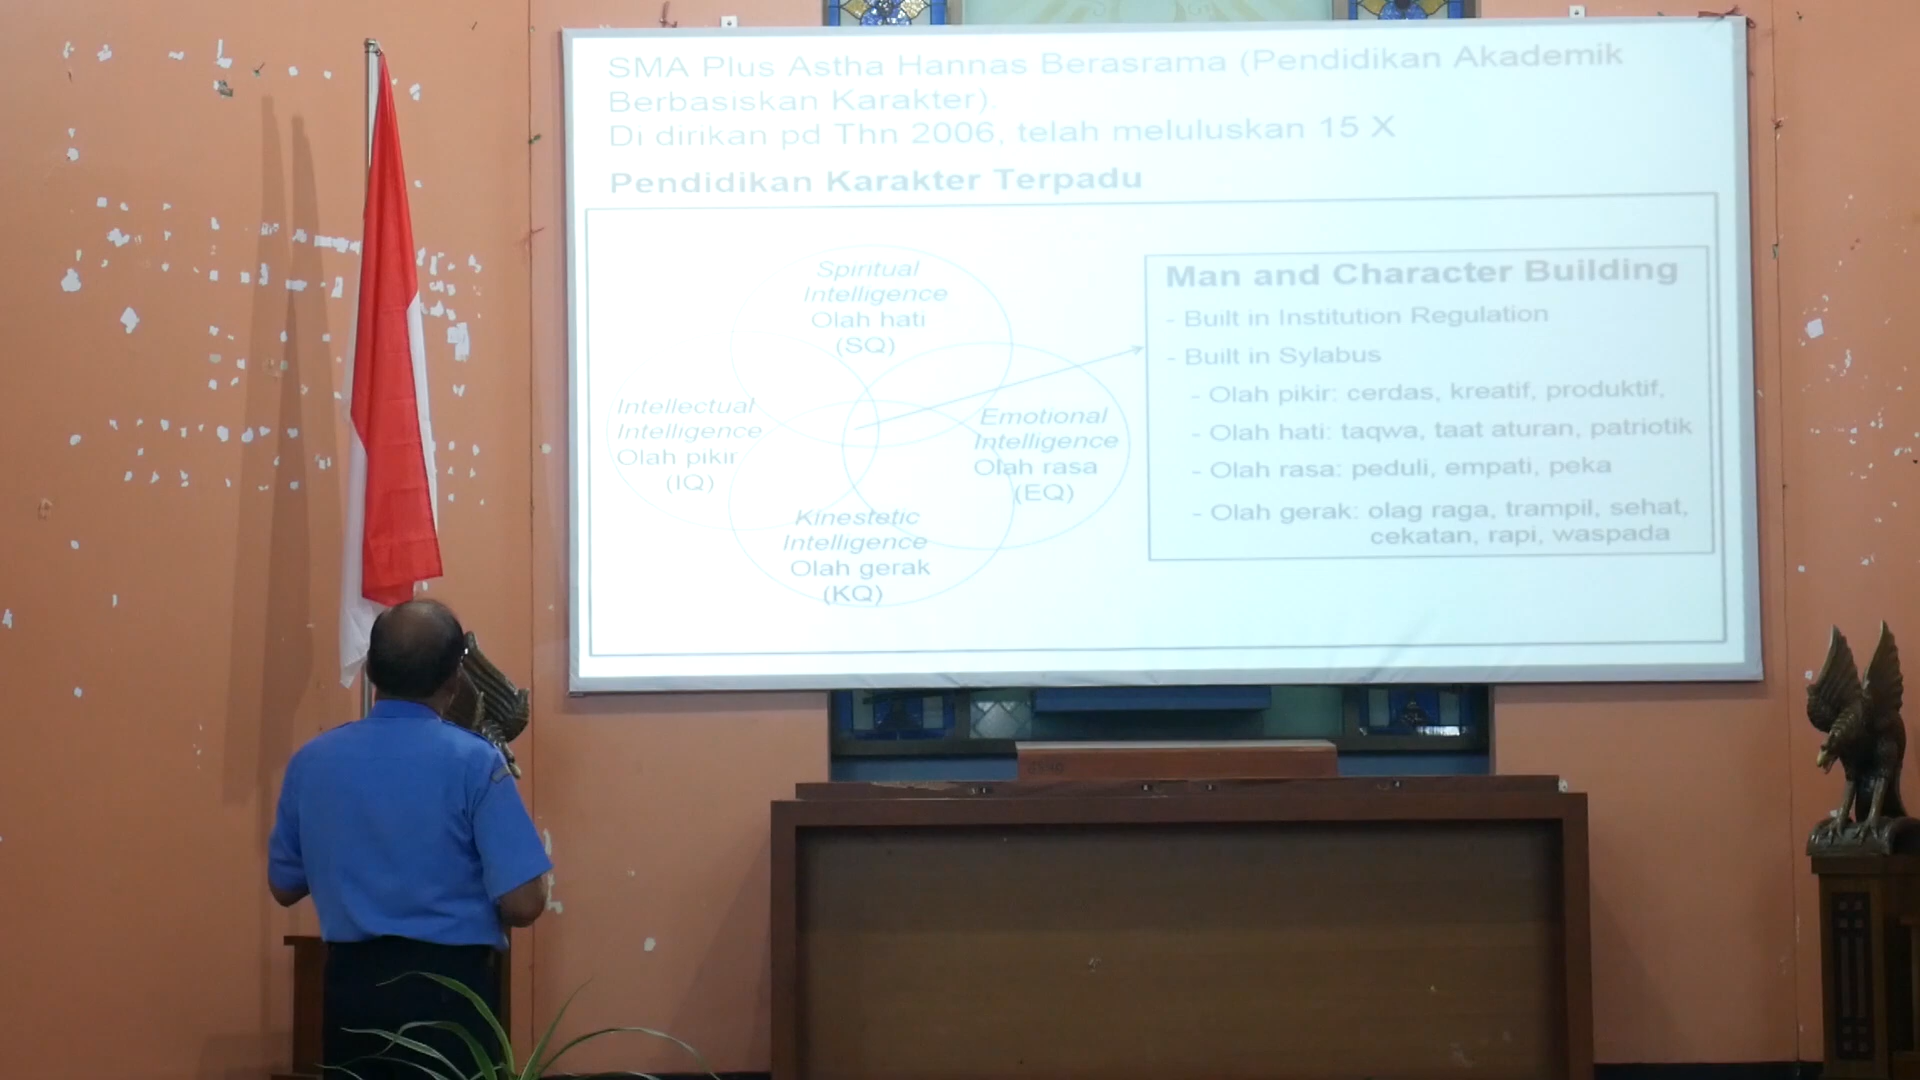 SMA Plus Astha Hannas Berasrama (Pendidikan Akademik
Berbasiskan Karakter).
Di dirikan pd Thn 2006, telah meluluskan 15 X
Pendidikan Karakter Terpadu
Spiritual
Intelligence
Olah hati
(SQ)
Intellectual
Intelligence
Olah pikir
(IQ)
Emotional
Intelligence
Olah rasa
(EQ)
Kinestetic
Intelligence
Olah gerak
(KQ)
Man and Character Building
- Built in Institution Regulation
- Built in Sylabus
- Olah pikir: cerdas, kreatif, produktif,
- Olah hati: taqwa, taat aturan, patriotik
- Olah rasa: peduli, empati, peka
- Olah gerak: olag raga, trampil, sehat,
cekatan, rapi, waspada